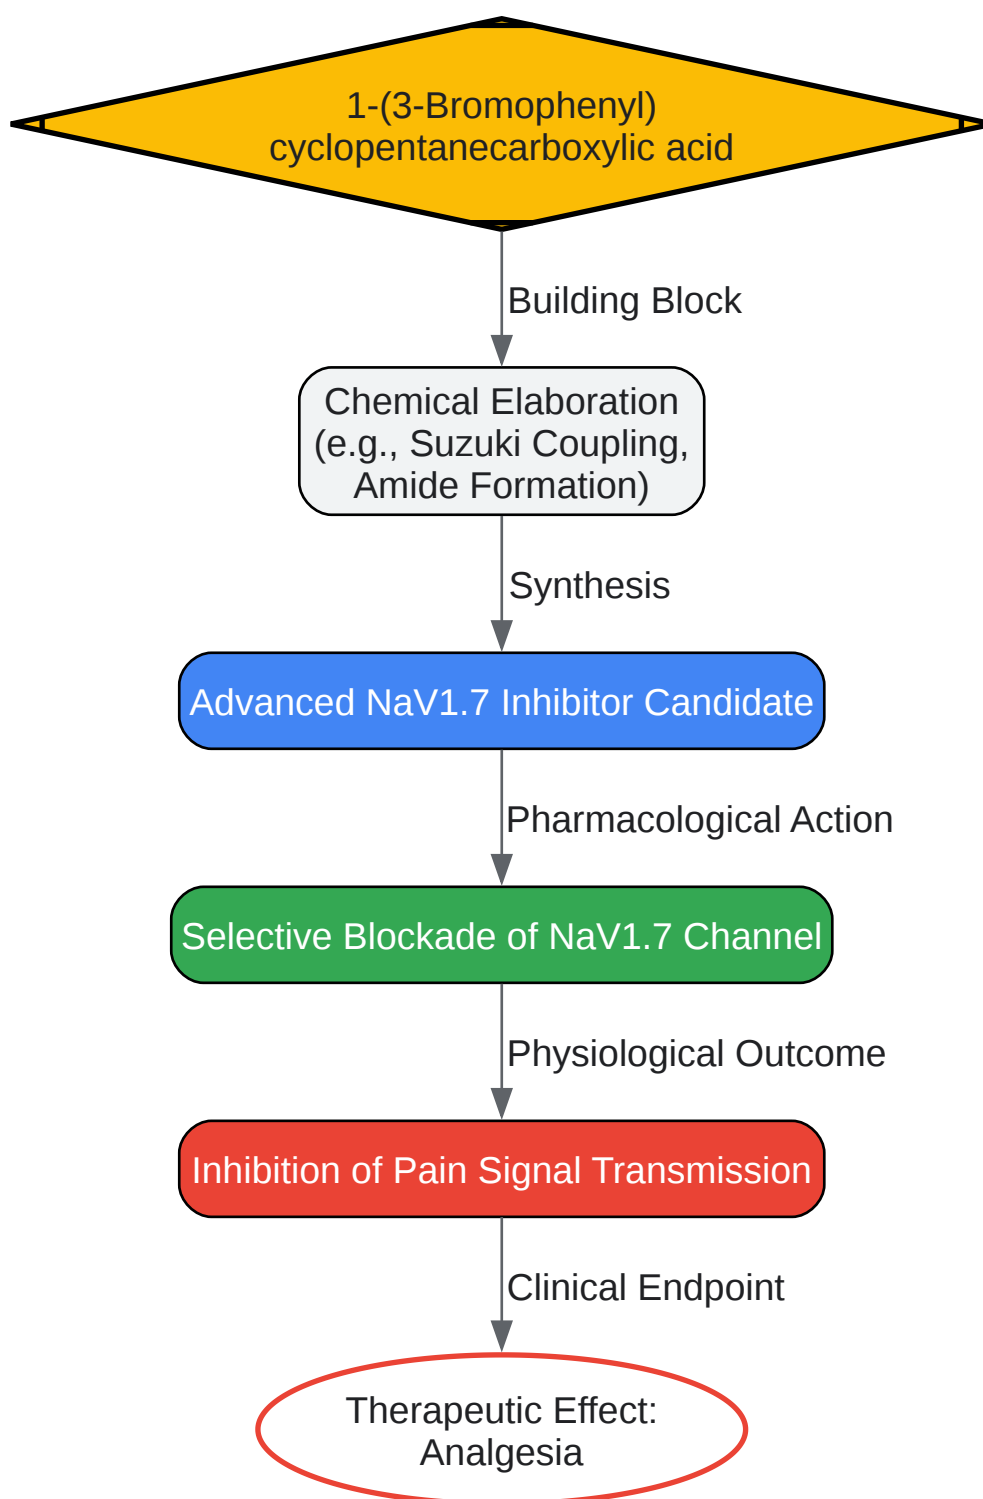 1-(3-Bromophenyl)
cyclopentanecarboxylic acid
Building Block
Chemical Elaboration
(e.g., Suzuki Coupling,
Amide Formation)
Synthesis
Advanced NaV1.7 Inhibitor Candidate
Pharmacological Action
Selective Blockade of NaV1.7 Channel
Physiological Outcome
Inhibition of Pain Signal Transmission
Clinical Endpoint
Therapeutic Effect:
Analgesia